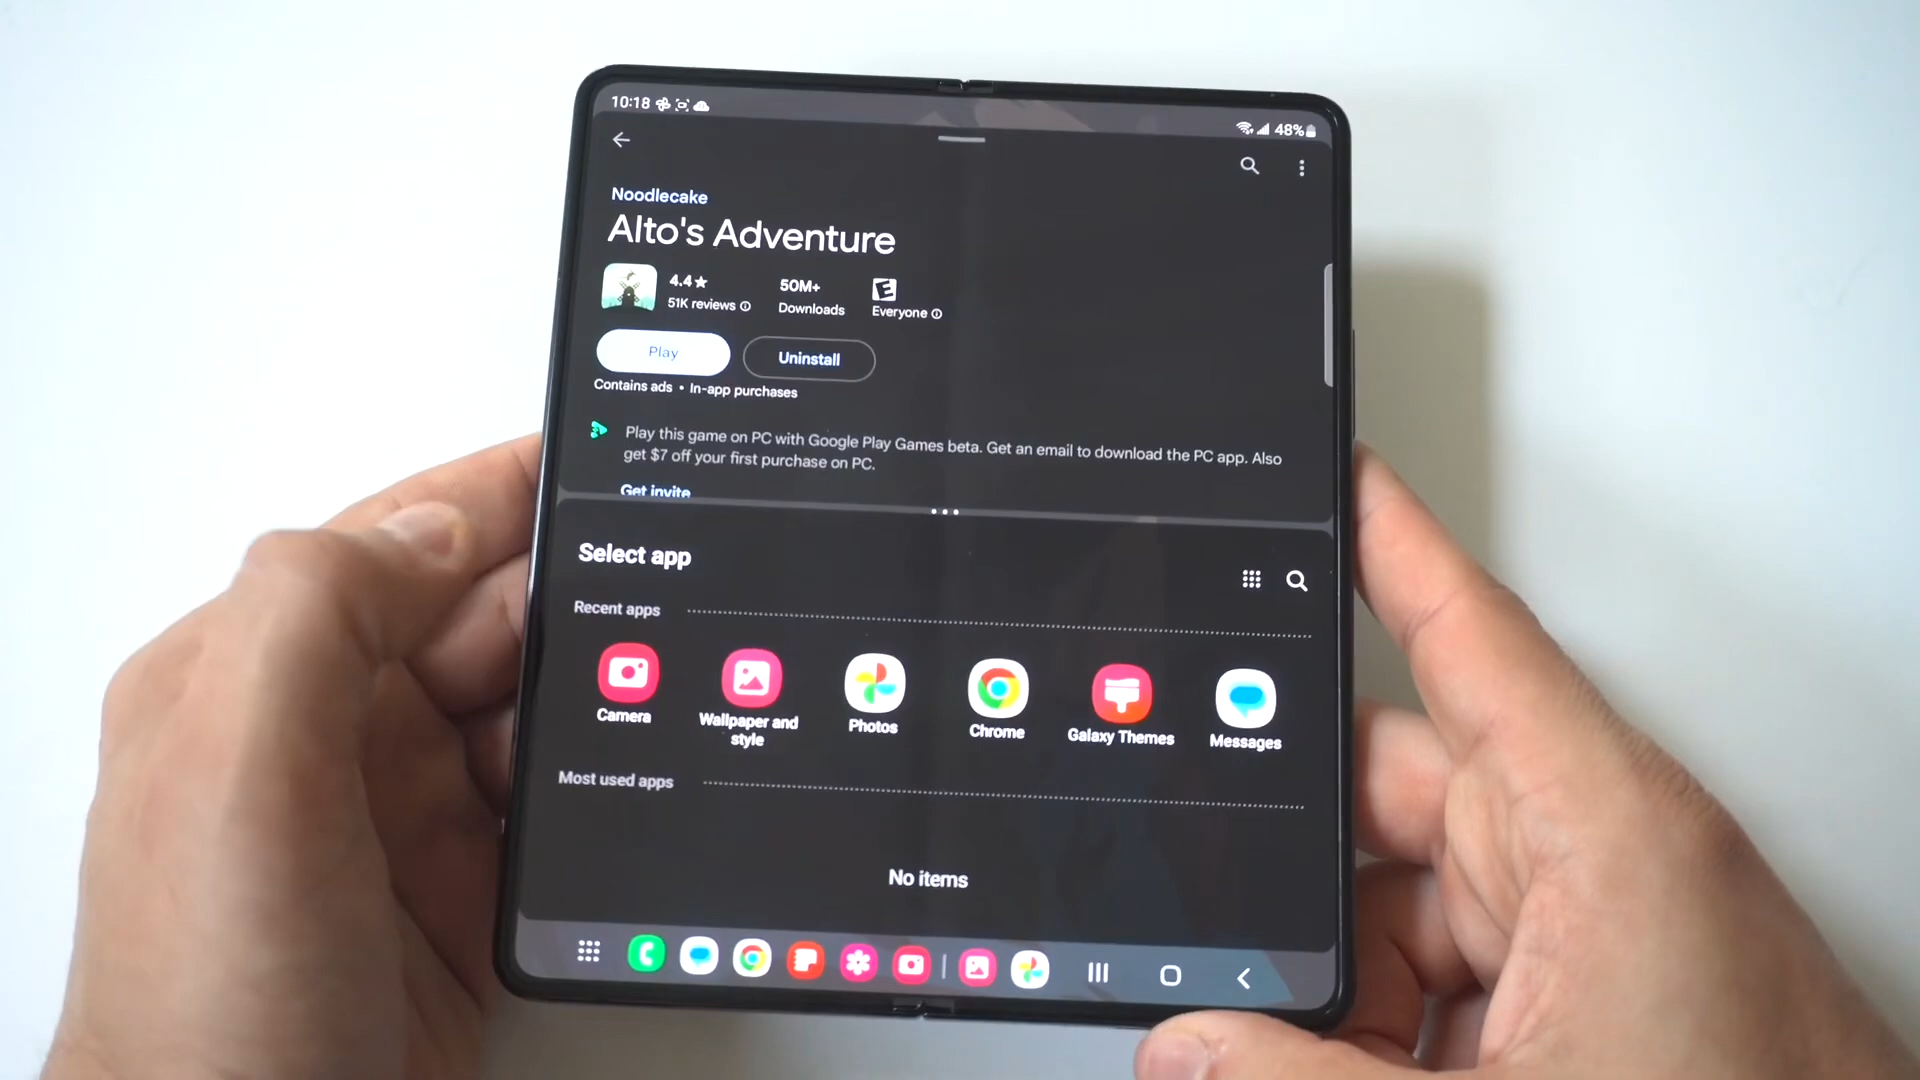 10:18
48%
Noodlecake
Alto's Adventure
4.4★
51K reviews
50M+
Downloads
E
Everyone
Play
Uninstall
Contains ads • In-app purchases
Play this game on PC with Google Play Games beta. Get an email to download the PC app. Also
get $7 off your first purchase on PC.
Get invite
Select app
Recent apps
Camera
Wallpaper and
style
Photos
Chrome
Galaxy Themes
Messages
Most used apps
No items